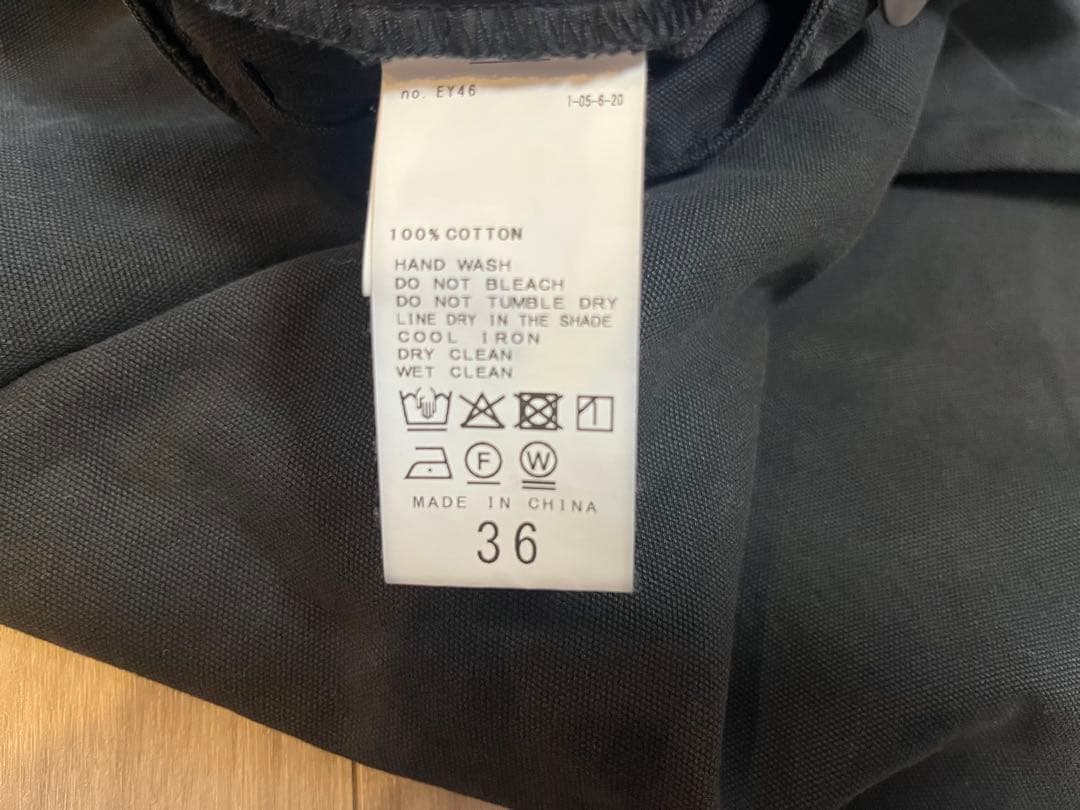 no. EY46
1-05-6-20
100% COTTON
HAND WASH
DO NOT BLEACH
DO NOT TUMBLE DRY
LINE DRY IN THE SHADE
COOL IRON
DRY CLEAN
WET CLEAN
F W
MADE IN CHINA
36